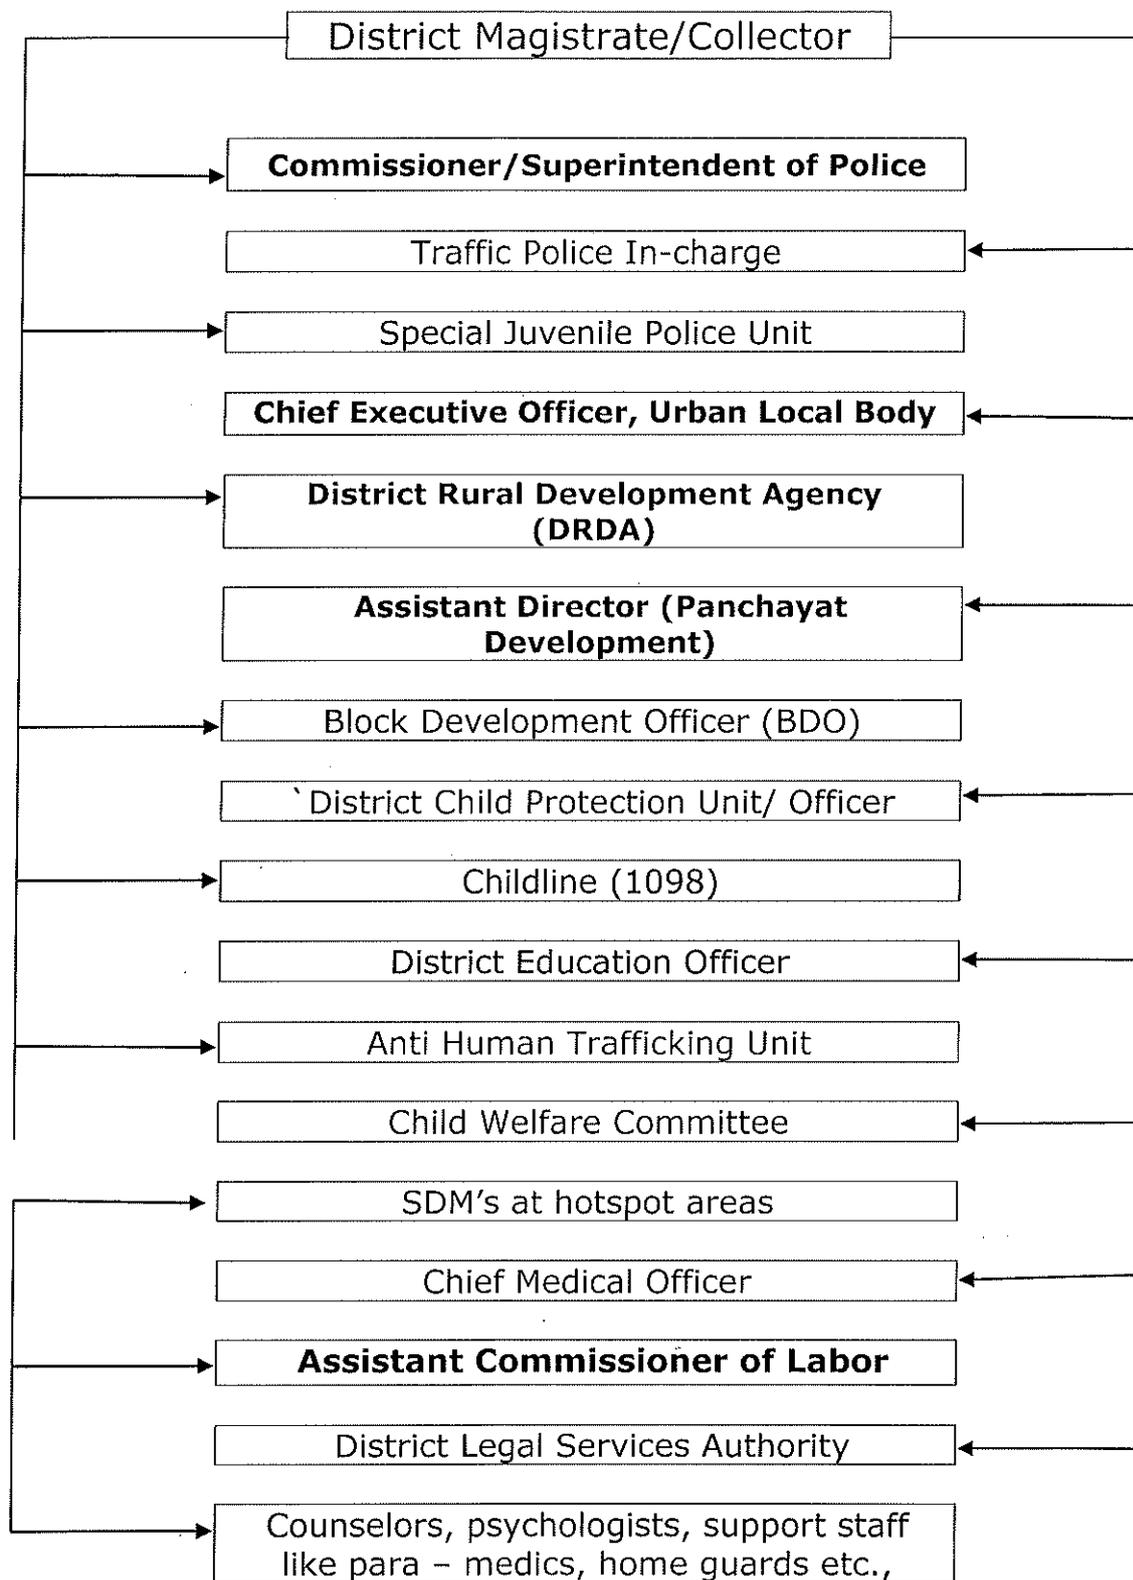 District Magistrate/Collector
Commissioner/Superintendent of Police
Traffic Police In-charge
Special Juvenile Police Unit
Chief Executive Officer, Urban Local Body
District Rural Development Agency
(DRDA)
Assistant Director (Panchayat
Development)
Block Development Officer (BDO)
`District Child Protection Unit/ Officer
Childline (1098)
District Education Officer
Anti Human Trafficking Unit
Child Welfare Committee
SDM's at hotspot areas
Chief Medical Officer
Assistant Commissioner of Labor
District Legal Services Authority
Counselors, psychologists, support staff
like para – medics, home guards etc.,